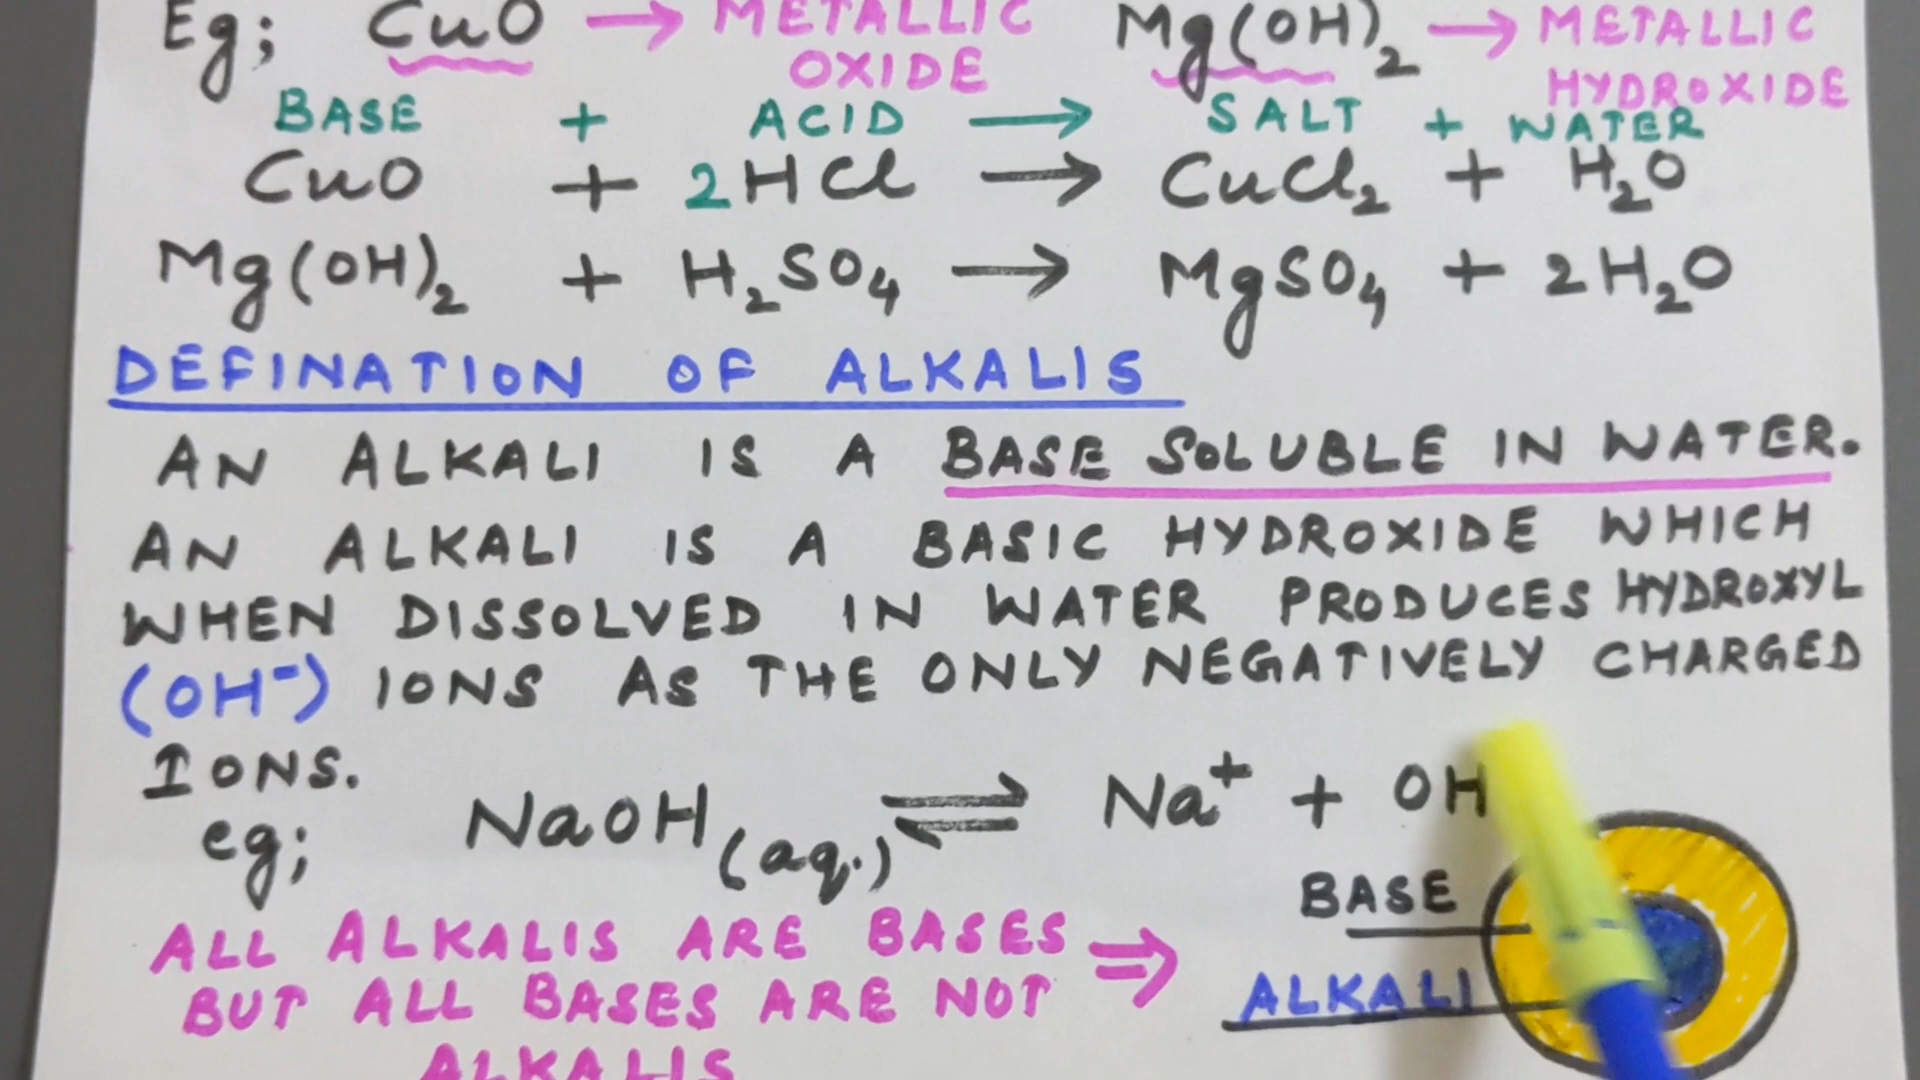 Eg; CuO → METALLIC OXIDE Mg(OH)₂ → METALLIC HYDROXIDE
BASE + ACID → SALT + WATER
CuO + 2HCl → CuCl₂ + H₂O
Mg(OH)₂ + H₂SO₄ → MgSO₄ + 2H₂O
DEFINATION OF ALKALIS
AN ALKALI IS A BASE SOLUBLE IN WATER.
AN ALKALI IS A BASIC HYDROXIDE WHICH
WHEN DISSOLVED IN WATER PRODUCES HYDROXYL
(OH⁻) IONS AS THE ONLY NEGATIVELY CHARGED
IONS.
eg; NaOH(aq.) ⇌ Na⁺ + OH
BASE
ALKALI
ALL ALKALIS ARE BASES ⇒
BUT ALL BASES ARE NOT
ALKALIS